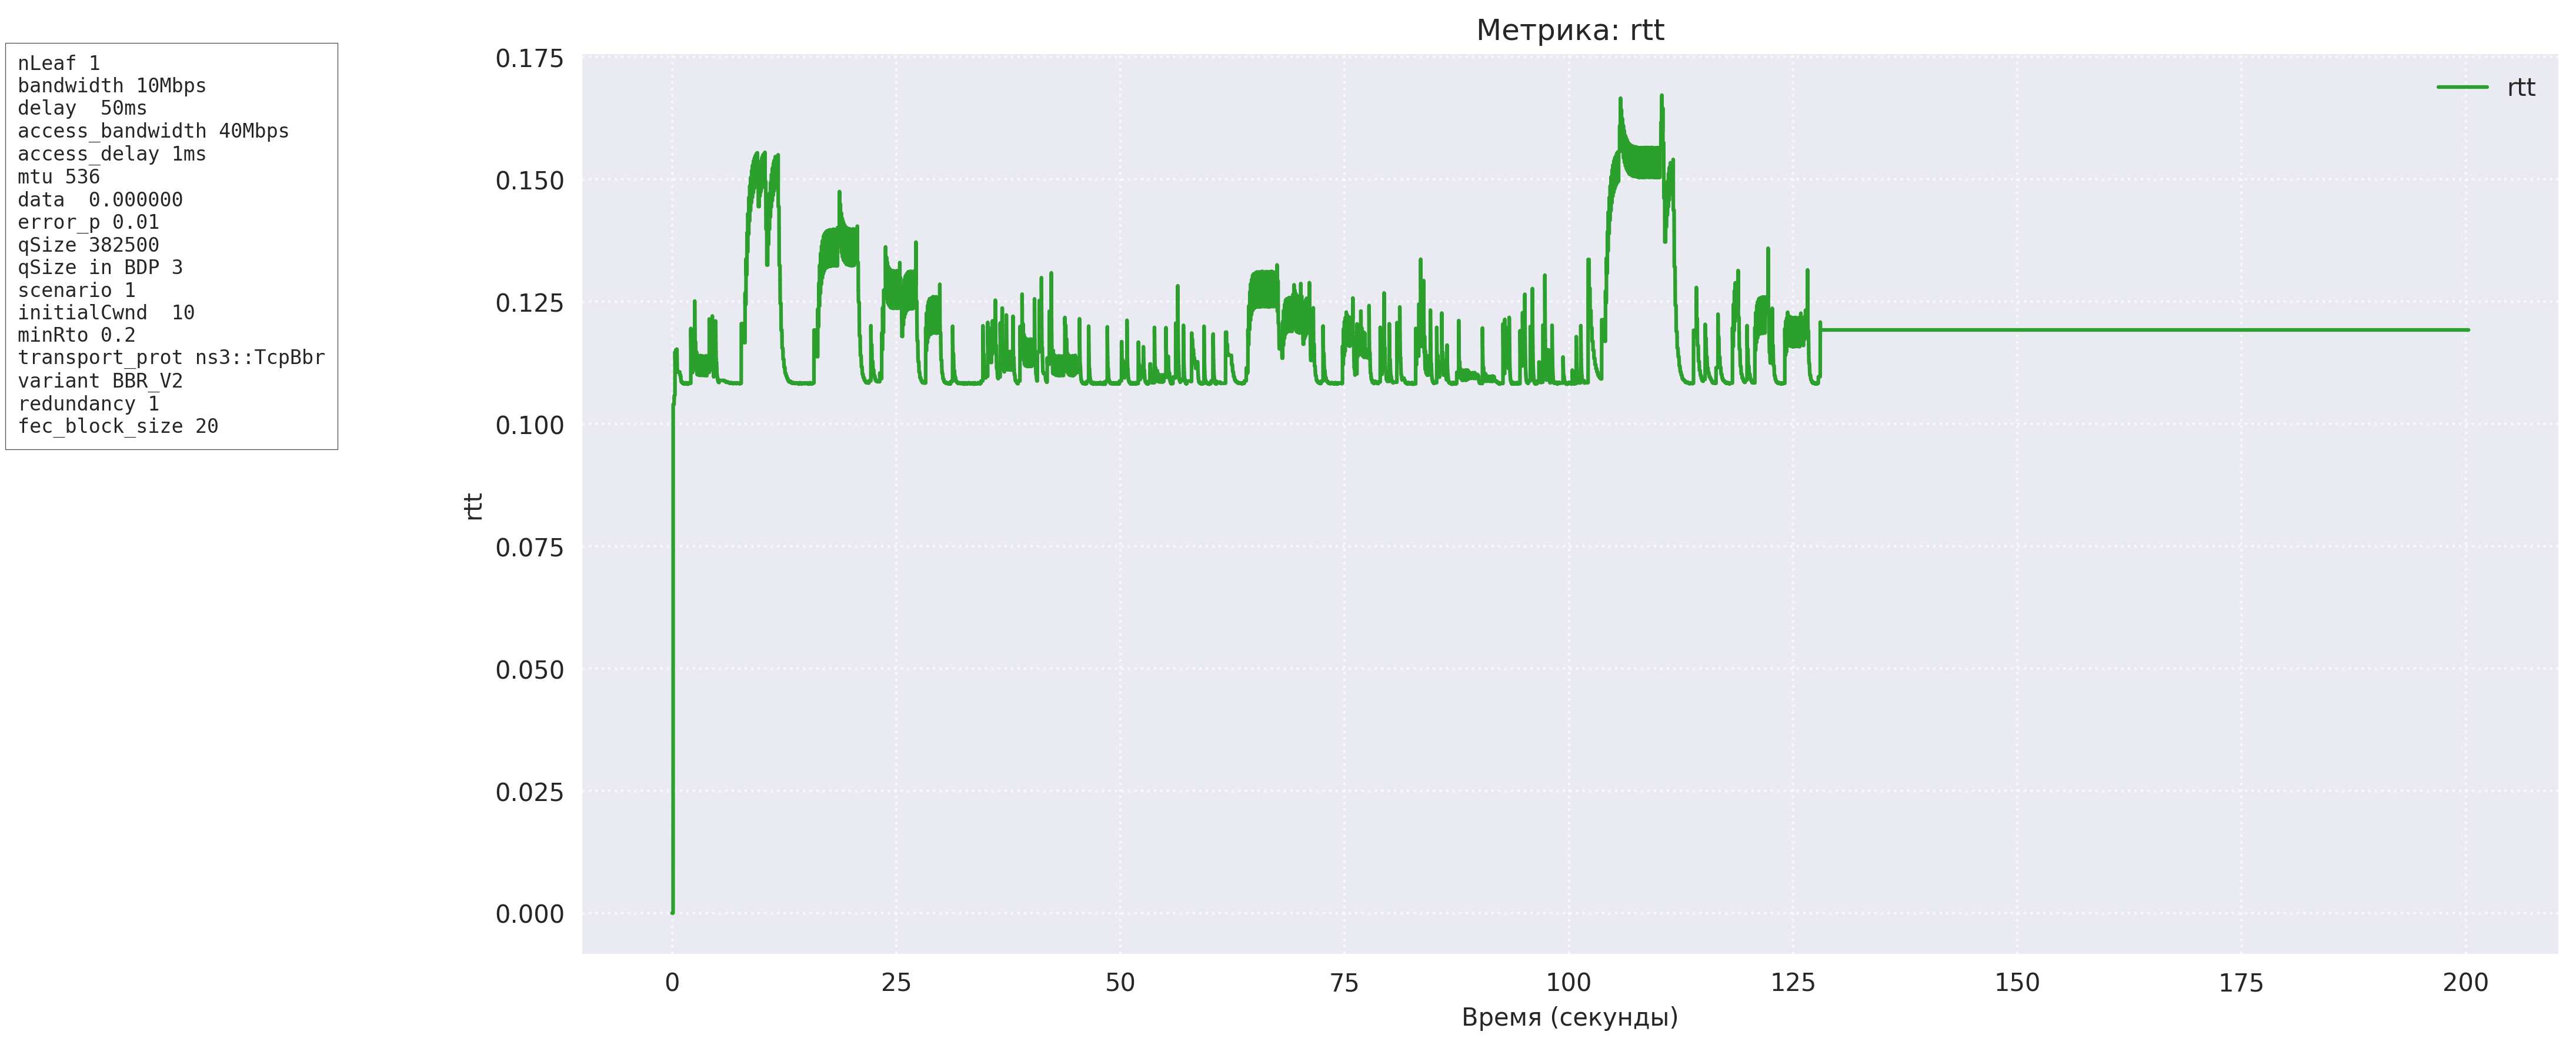 Метрика: rtt
nLeaf 1
bandwidth 10Mbps
delay  50ms
access_bandwidth 40Mbps
access_delay 1ms
mtu 536
data  0.000000
error_p 0.01
qSize 382500
qSize in BDP 3
scenario 1
initialCwnd  10
minRto 0.2
transport_prot ns3::TcpBbr
variant BBR_V2
redundancy 1
fec_block_size 20
rtt
0.175
0.150
0.125
0.100
0.075
0.050
0.025
0.000
rtt
0 25 50 75 100 125 150 175 200
Время (секунды)